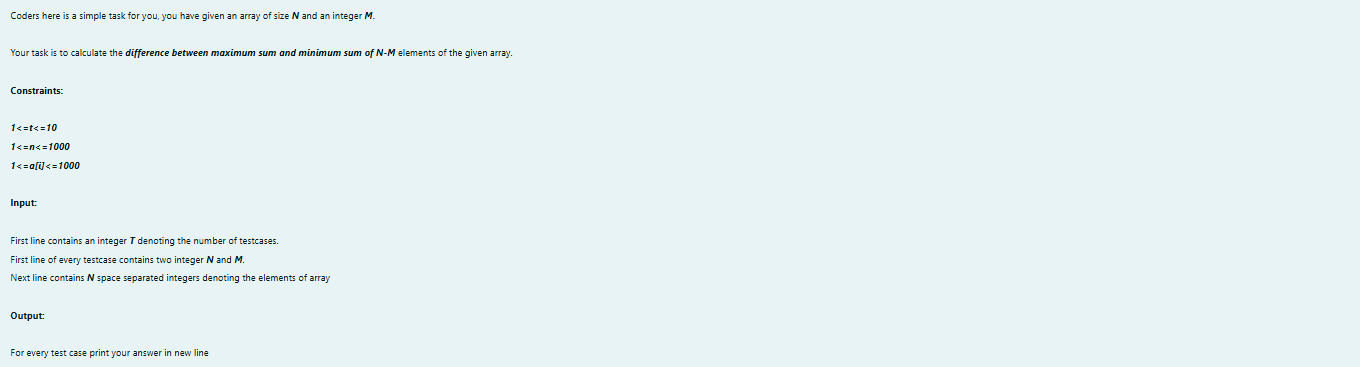 Coders here is a simple task for you, you have given an array of size N and an integer M.
Your task is to calculate the difference between maximum sum and minimum sum of N-M elements of the given array.
Constraints:
1<=t<=10
1<=n<=1000
1<=a[i]<=1000
Input:
First line contains an integer T denoting the number of testcases.
First line of every testcase contains two integer N and M.
Next line contains N space separated integers denoting the elements of array
Output:
For every test case print your answer in new line